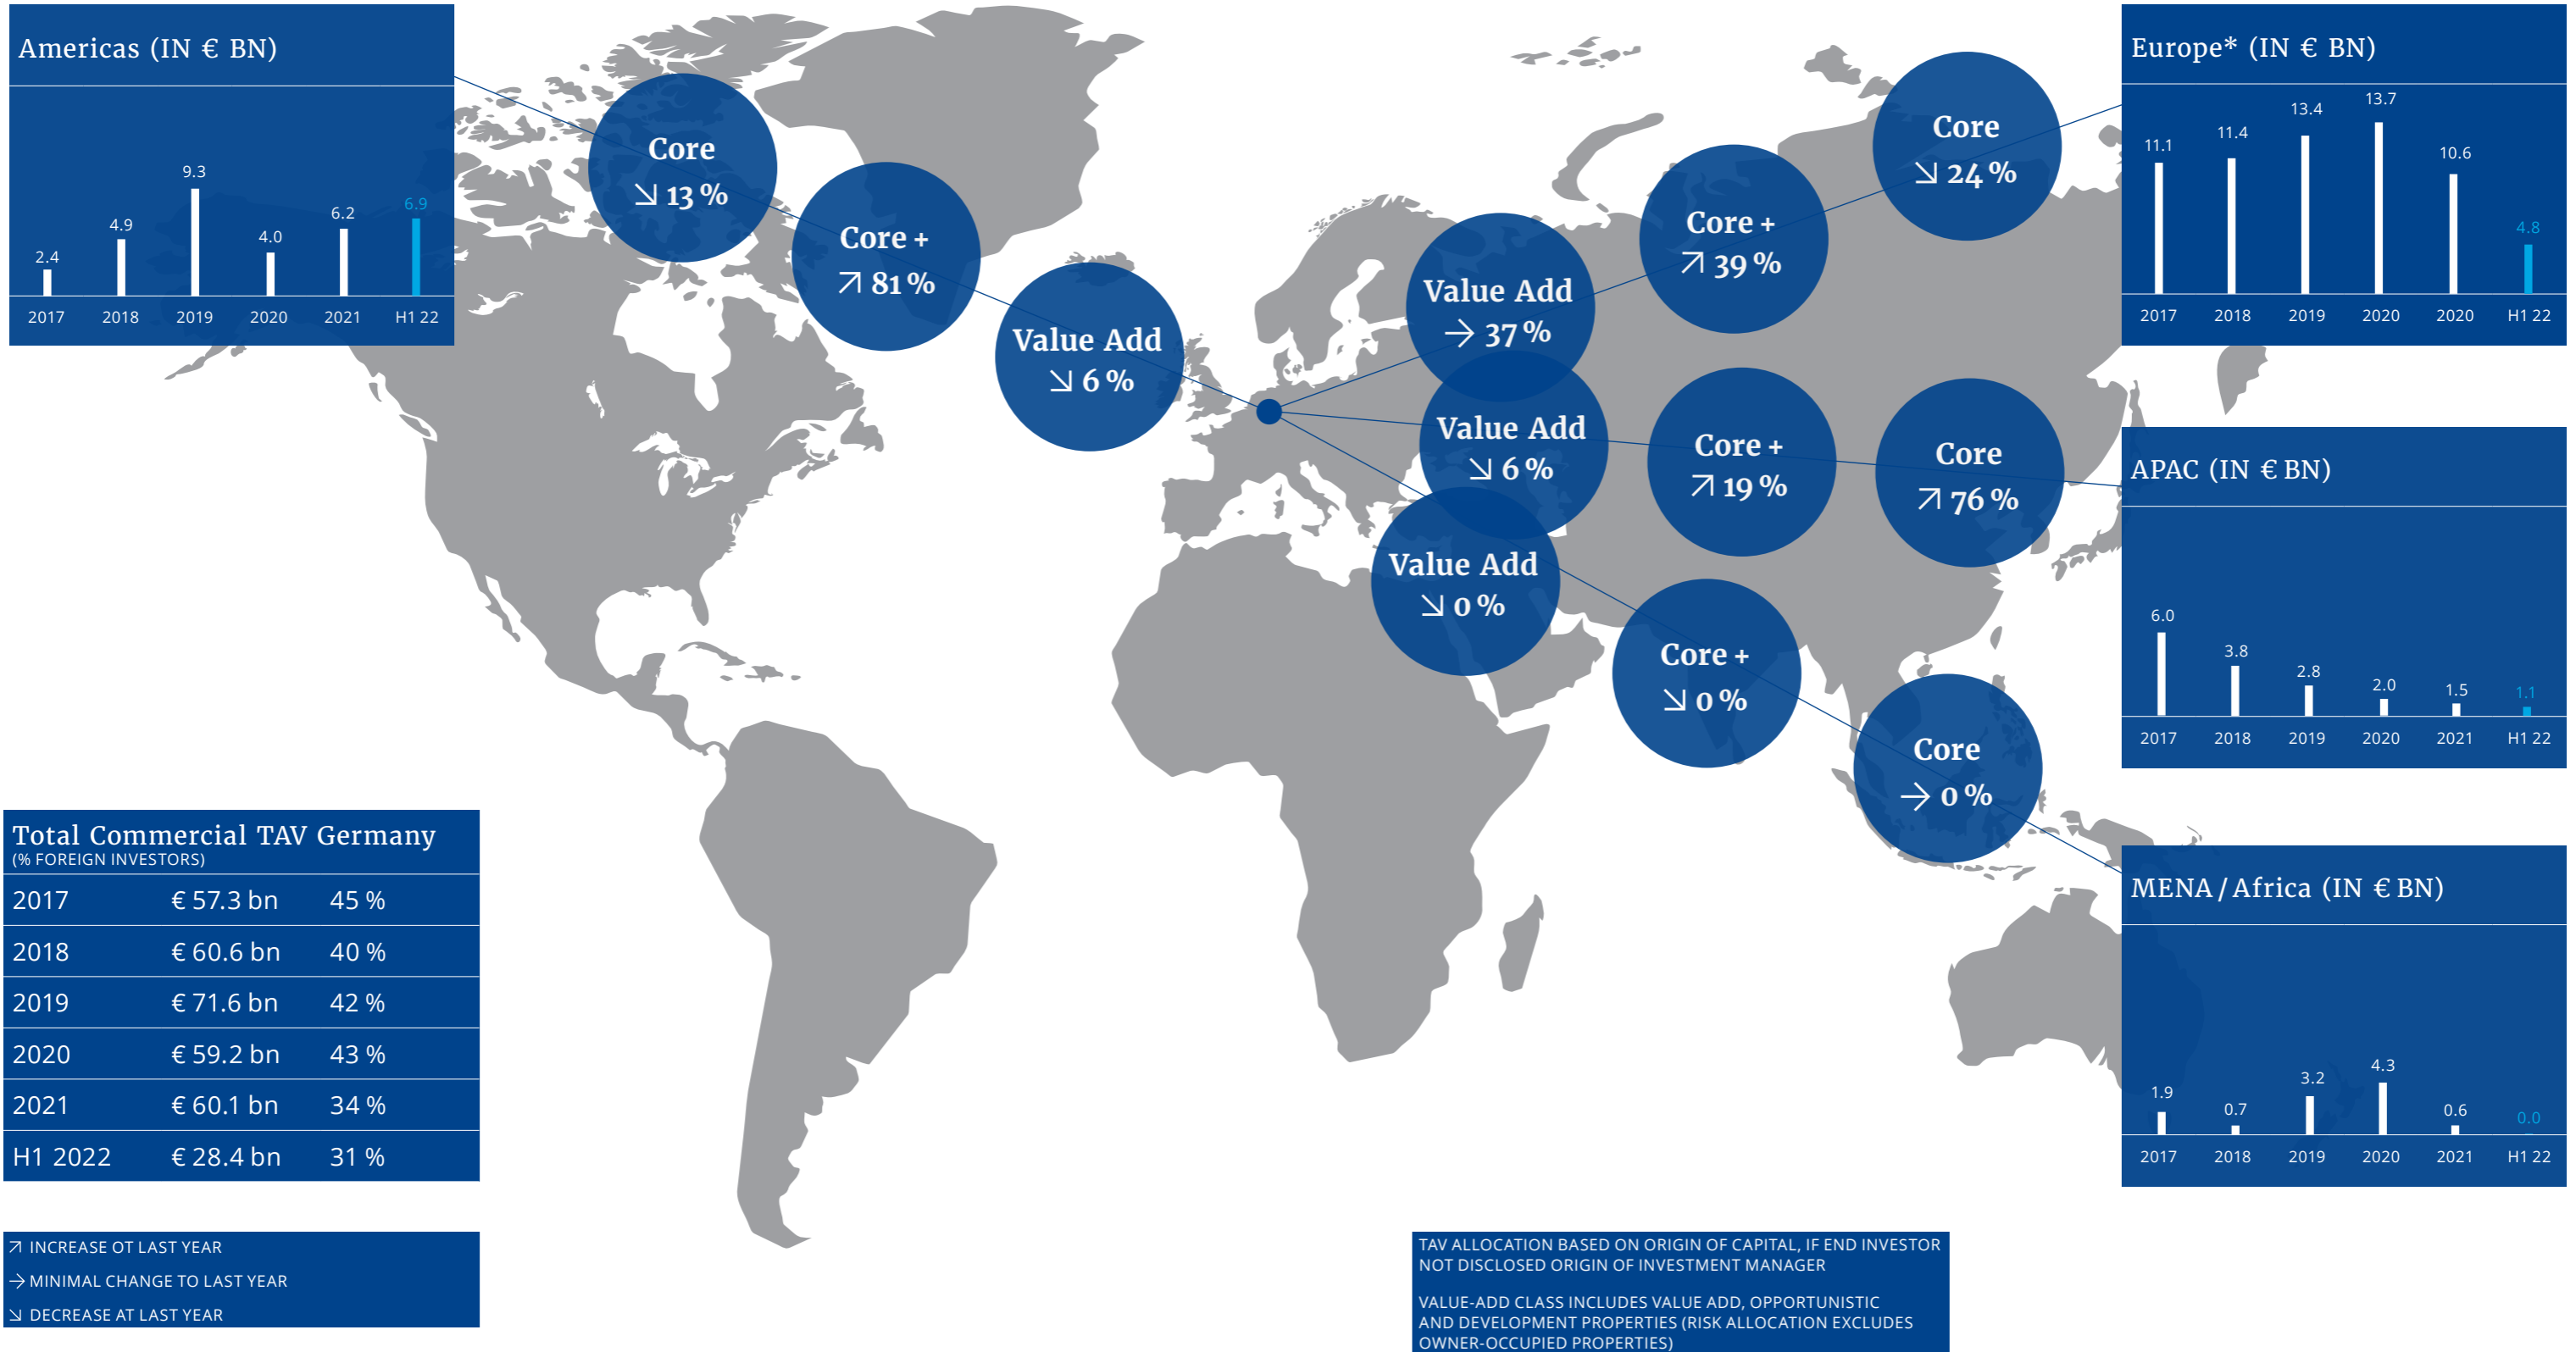 Americas (IN € BN)
2.4
4.9
9.3
4.0
6.2
6.9
2017 2018 2019 2020 2021 H1 22
Core
↘ 13 %
Core +
↗ 81 %
Value Add
↘ 6 %
Europe* (IN € BN)
11.1
11.4
13.4
13.7
10.6
4.8
2017 2018 2019 2020 2020 H1 22
Value Add
→ 37 %
Core +
↗ 39 %
Core
↘ 24 %
APAC (IN € BN)
6.0
3.8
2.8
2.0
1.5
1.1
2017 2018 2019 2020 2021 H1 22
Value Add
↘ 6 %
Core +
↗ 19 %
Core
↗ 76 %
MENA / Africa (IN € BN)
1.9
0.7
3.2
4.3
0.6
0.0
2017 2018 2019 2020 2021 H1 22
Value Add
↘ 0 %
Core +
↘ 0 %
Core
→ 0 %
Total Commercial TAV Germany
(% FOREIGN INVESTORS)
2017 € 57.3 bn 45 %
2018 € 60.6 bn 40 %
2019 € 71.6 bn 42 %
2020 € 59.2 bn 43 %
2021 € 60.1 bn 34 %
H1 2022 € 28.4 bn 31 %
↗ INCREASE OT LAST YEAR
→ MINIMAL CHANGE TO LAST YEAR
↘ DECREASE AT LAST YEAR
TAV ALLOCATION BASED ON ORIGIN OF CAPITAL, IF END INVESTOR
NOT DISCLOSED ORIGIN OF INVESTMENT MANAGER
VALUE-ADD CLASS INCLUDES VALUE ADD, OPPORTUNISTIC
AND DEVELOPMENT PROPERTIES (RISK ALLOCATION EXCLUDES
OWNER-OCCUPIED PROPERTIES)